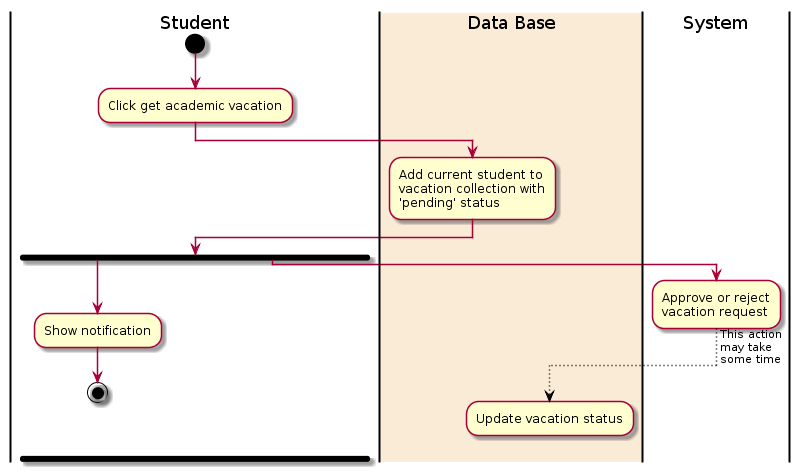 Student
Data Base
System
Click get academic vacation
Add current student to
vacation collection with
'pending' status
Approve or reject
vacation request
Show notification
This action
may take
some time
Update vacation status